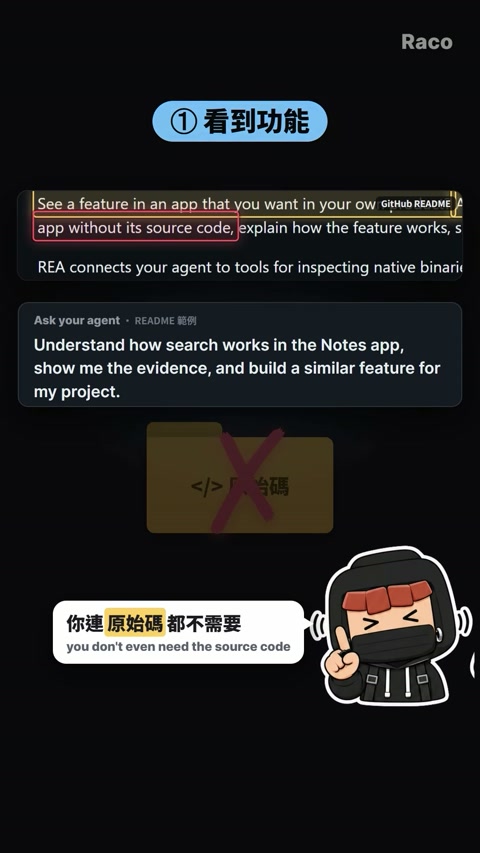 Raco
① 看到功能
See a feature in an app that you want in your ow
GitHub README
app without its source code, explain how the feature works, s
REA connects your agent to tools for inspecting native binari
Ask your agent · README 範例
Understand how search works in the Notes app,
show me the evidence, and build a similar feature for
my project.
</> 原始碼
你連 原始碼 都不需要
you don't even need the source code